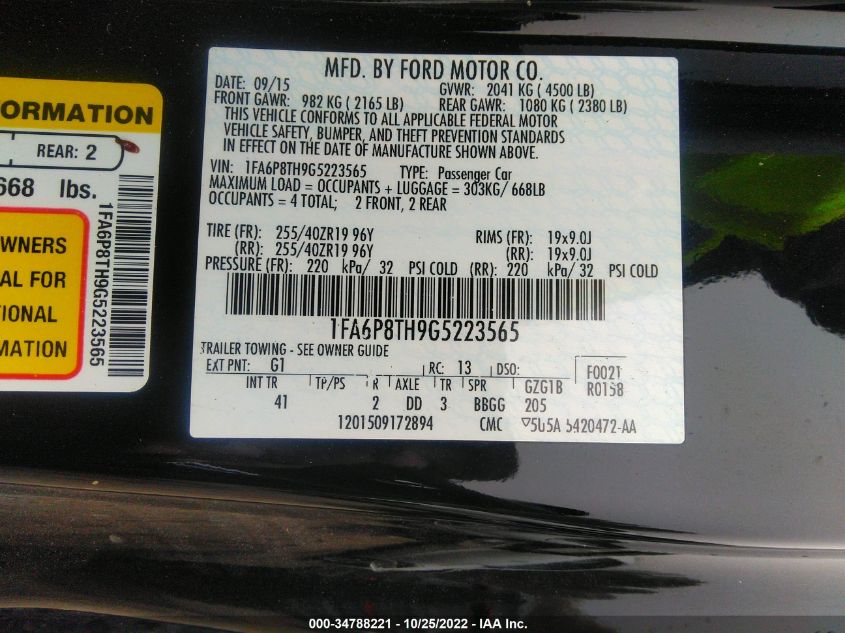 ORMATION
REAR: 2
668 lbs.
WNERS
AL FOR
TIONAL
MATION
1FA6P8TH9G5223565
MFD. BY FORD MOTOR CO.
DATE: 09/15 GVWR: 2041 KG ( 4500 LB)
FRONT GAWR: 982 KG ( 2165 LB) REAR GAWR: 1080 KG ( 2380 LB)
THIS VEHICLE CONFORMS TO ALL APPLICABLE FEDERAL MOTOR
VEHICLE SAFETY, BUMPER, AND THEFT PREVENTION STANDARDS
IN EFFECT ON THE DATE OF MANUFACTURE SHOWN ABOVE.
VIN: 1FA6P8TH9G5223565 TYPE: Passenger Car
MAXIMUM LOAD = OCCUPANTS + LUGGAGE = 303KG/ 668LB
OCCUPANTS = 4 TOTAL; 2 FRONT, 2 REAR
TIRE (FR): 255/40ZR19 96Y RIMS (FR): 19x9.0J
(RR): 255/40ZR19 96Y (RR): 19x9.0J
PRESSURE (FR): 220 kPa/ 32 PSI COLD (RR): 220 kPa/ 32 PSI COLD
1FA6P8TH9G5223565
TRAILER TOWING - SEE OWNER GUIDE
EXT PNT: G1 RC: 13 DSO: F0021
INT TR TP/PS R AXLE TR SPR GZG1B R0158
41 2 DD 3 BBGG 205
1201509172894 CMC 5U5A 5420472-AA
000-34788221 - 10/25/2022 - IAA Inc.